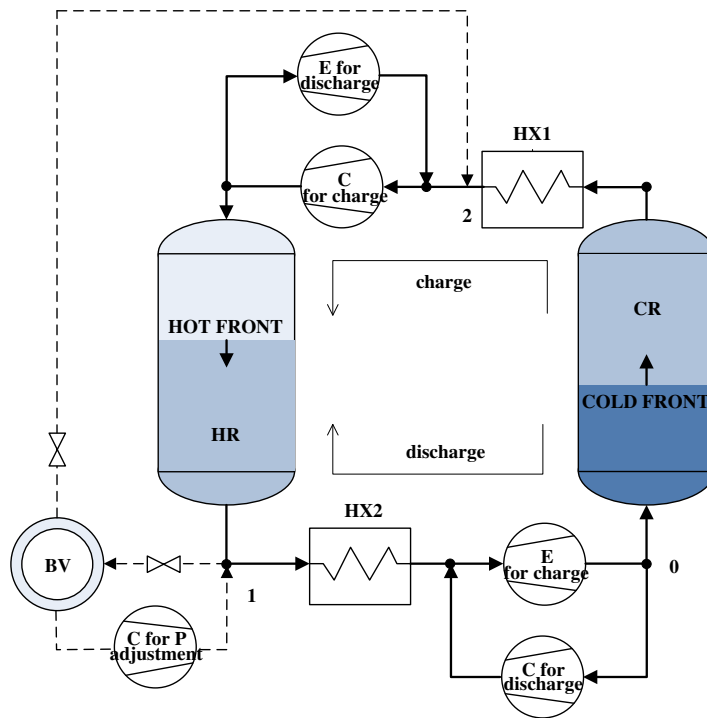 E for
discharge
HX1
C
for charge
2
charge
CR
HOT FRONT
COLD FRONT
HR
discharge
HX2
BV
E
for charge
1
0
C for P
adjustment
C for
discharge